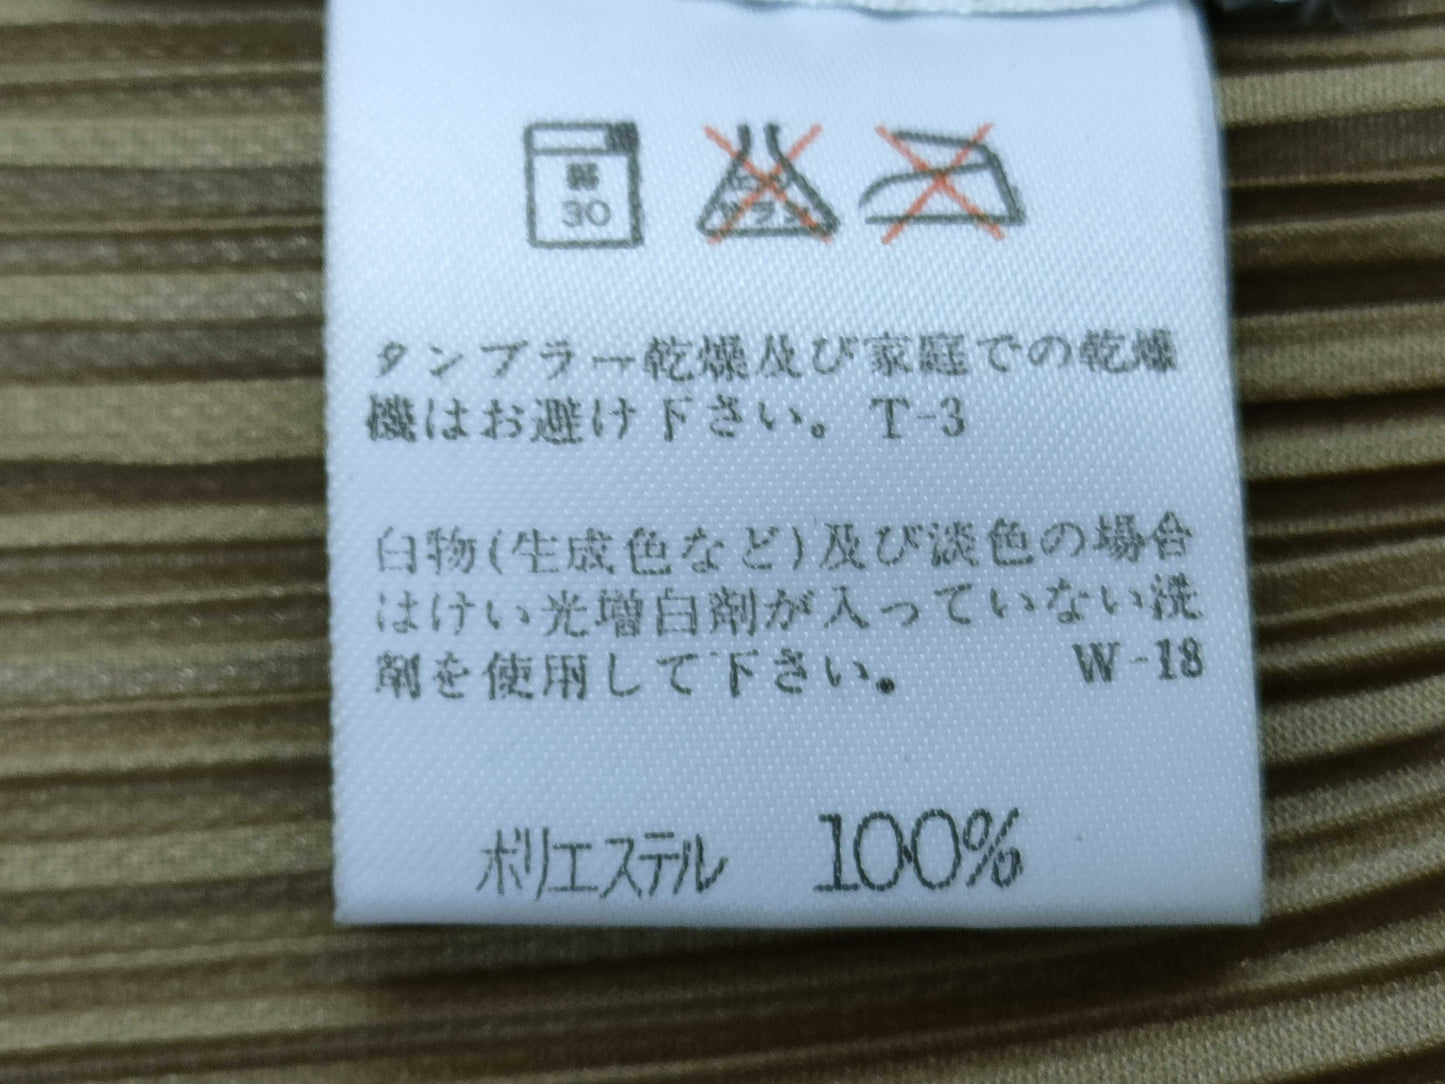 弱
30
タンブラー乾燥及び家庭での乾燥
機はお避け下さい。 T-3
白物(生成色など)及び淡色の場合
はけい光増白剤が入っていない洗
剤を使用して下さい。 W-18
ポリエステル 100%